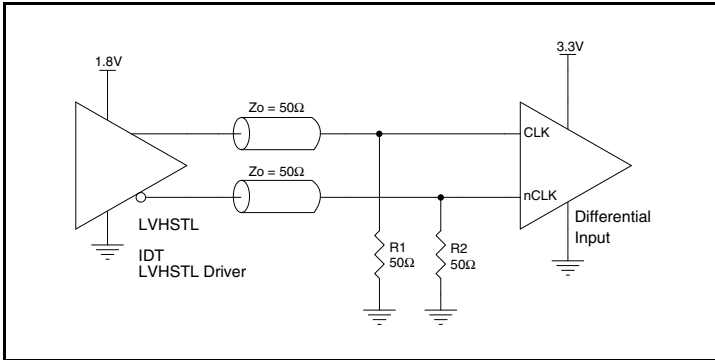 1.8V
3.3V
Zo = 50Ω
CLK
Zo = 50Ω
nCLK
LVHSTL
IDT
LVHSTL Driver
R1
50Ω
R2
50Ω
Differential
Input